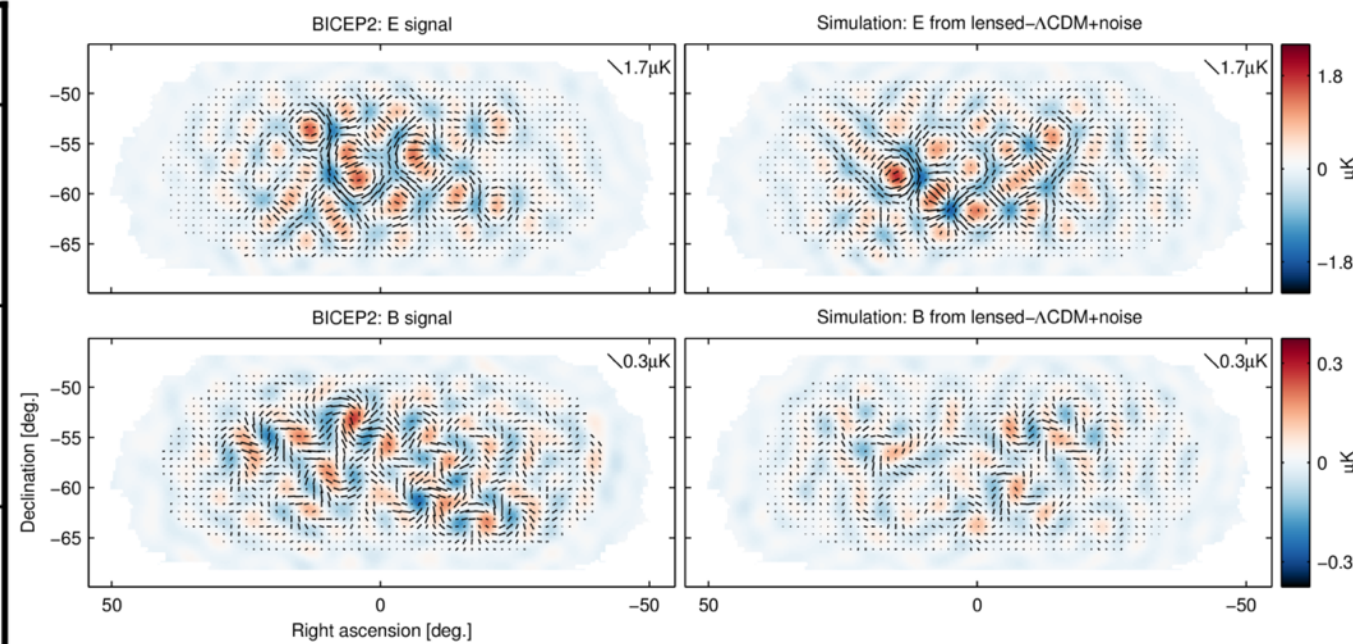 BICEP2: E signal
Simulation: E from lensed−ΛCDM+noise
1.7μK
1.7μK
−50
−55
−60
−65
1.8
0
−1.8
μK
BICEP2: B signal
Simulation: B from lensed−ΛCDM+noise
0.3μK
0.3μK
Declination [deg.]
−50
−55
−60
−65
0.3
0
−0.3
μK
50
0
−50
50
0
−50
Right ascension [deg.]